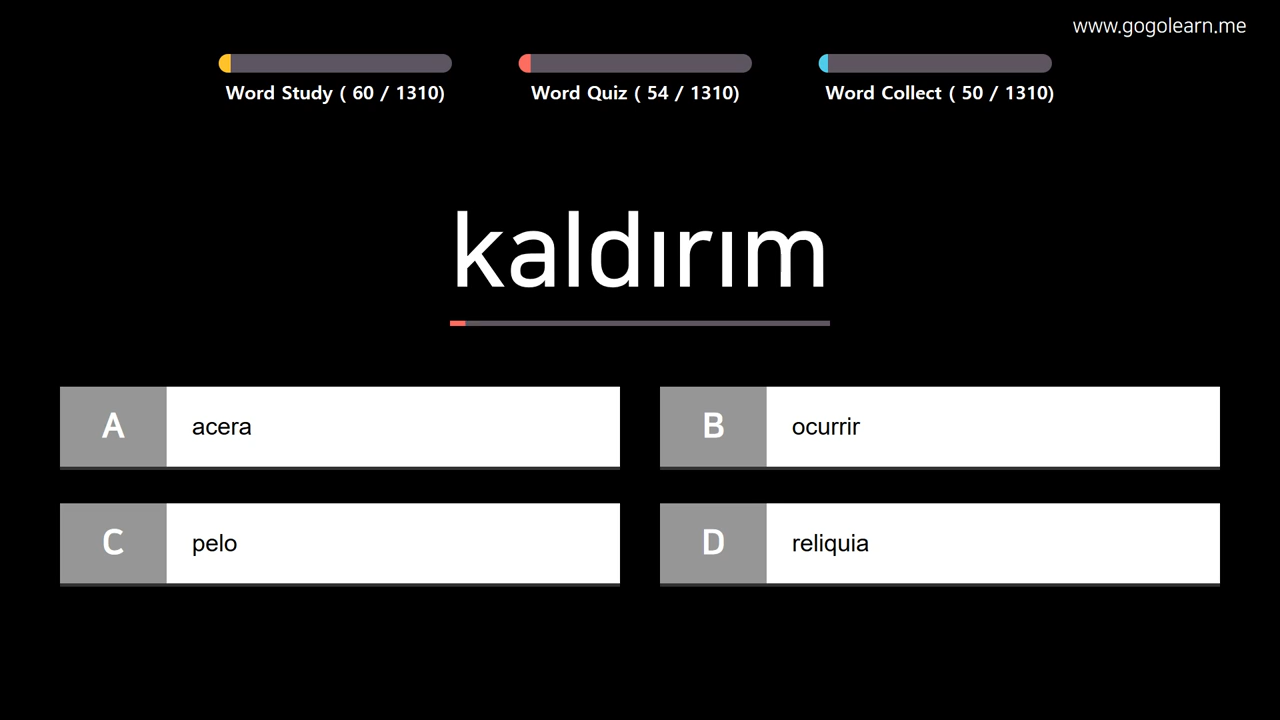 www.gogolearn.me
Word Study ( 60 / 1310)
Word Quiz ( 54 / 1310)
Word Collect ( 50 / 1310)
kaldırım
A acera
B ocurrir
C pelo
D reliquia